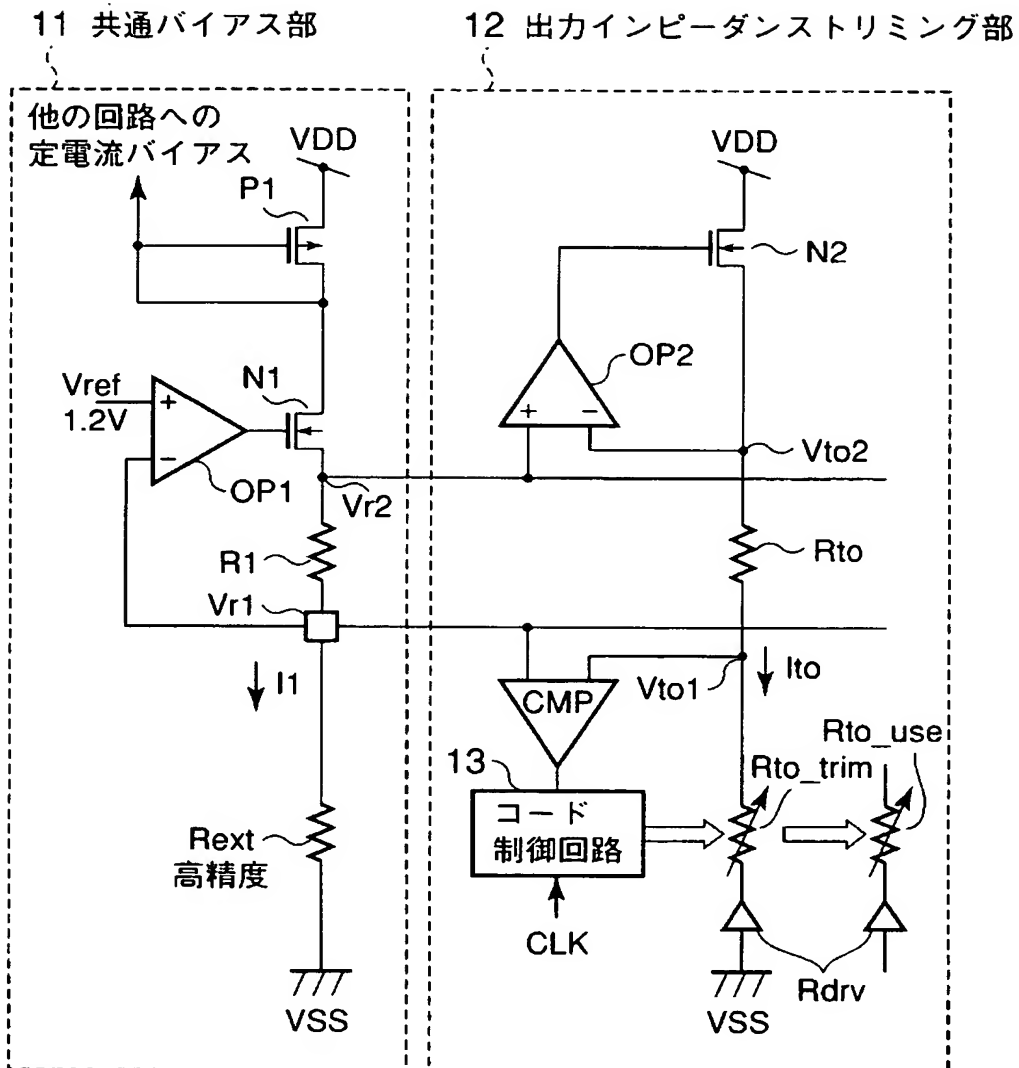 11 共通バイアス部
12 出力インピーダンストリミング部
他の回路への
定電流バイアス
VDD
P1
Vref
1.2V
+
−
N1
OP1
Vr2
R1
Vr1
I1
Rext
高精度
VSS
VDD
N2
OP2
+ −
Vto2
Rto
CMP
Vto1
Ito
13
コード
制御回路
CLK
Rto_trim
Rto_use
Rdrv
VSS